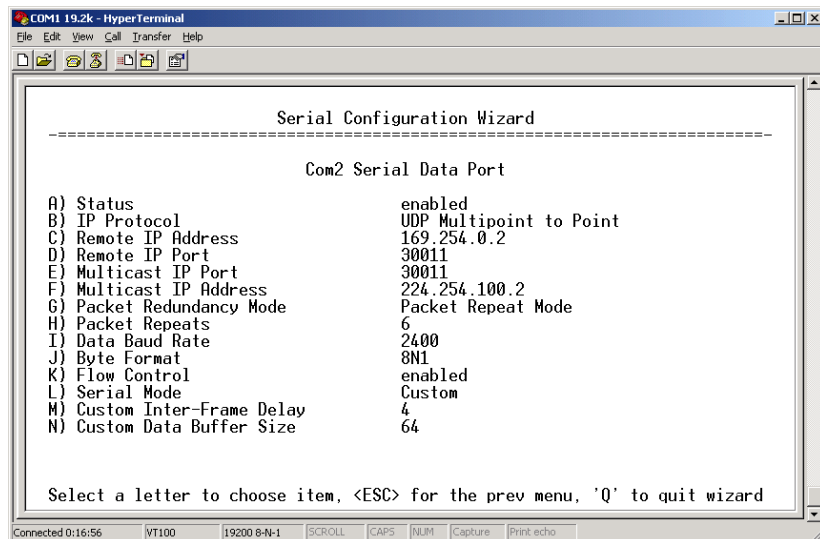 COM1 19.2k - HyperTerminal
File Edit View Call Transfer Help
Serial Configuration Wizard
-==========================================================================-
Com2 Serial Data Port
A) Status enabled
B) IP Protocol UDP Multipoint to Point
C) Remote IP Address 169.254.0.2
D) Remote IP Port 30011
E) Multicast IP Port 30011
F) Multicast IP Address 224.254.100.2
G) Packet Redundancy Mode Packet Repeat Mode
H) Packet Repeats 6
I) Data Baud Rate 2400
J) Byte Format 8N1
K) Flow Control enabled
L) Serial Mode Custom
M) Custom Inter-Frame Delay 4
N) Custom Data Buffer Size 64
Select a letter to choose item, <ESC> for the prev menu, 'Q' to quit wizard
Connected 0:16:56 VT100 19200 8-N-1 SCROLL CAPS NUM Capture Print echo